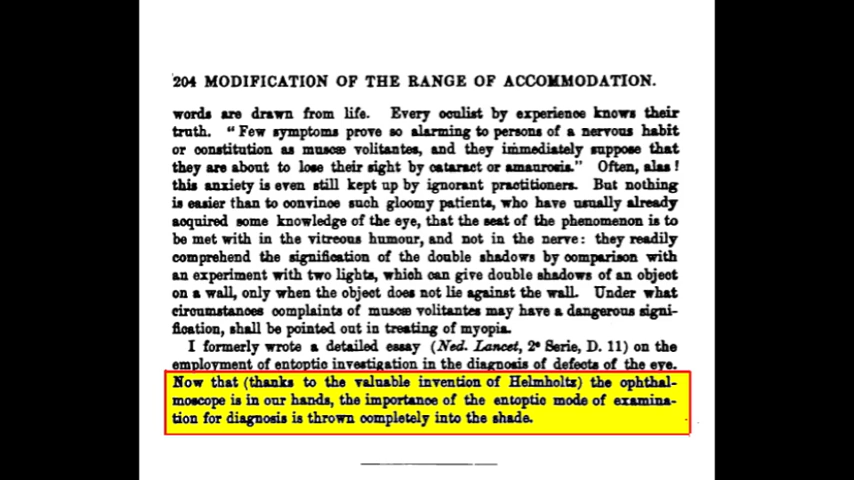 204 MODIFICATION OF THE RANGE OF ACCOMMODATION.
words are drawn from life. Every oculist by experience knows their
truth. "Few symptoms prove so alarming to persons of a nervous habit
or constitution as muscæ volitantes, and they immediately suppose that
they are about to lose their sight by cataract or amaurosis." Often, alas!
this anxiety is even still kept up by ignorant practitioners. But nothing
is easier than to convince such gloomy patients, who have usually already
acquired some knowledge of the eye, that the seat of the phenomenon is to
be met with in the vitreous humour, and not in the nerve: they readily
comprehend the signification of the double shadows by comparison with
an experiment with two lights, which can give double shadows of an object
on a wall, only when the object does not lie against the wall. Under what
circumstances complaints of muscæ volitantes may have a dangerous signi-
fication, shall be pointed out in treating of myopia.
I formerly wrote a detailed essay (Ned. Lancet, 2e Serie, D. 11) on the
employment of entoptic investigation in the diagnosis of defects of the eye.
Now that (thanks to the valuable invention of Helmholtz) the ophthal-
moscope is in our hands, the importance of the entoptic mode of examina-
tion for diagnosis is thrown completely into the shade.